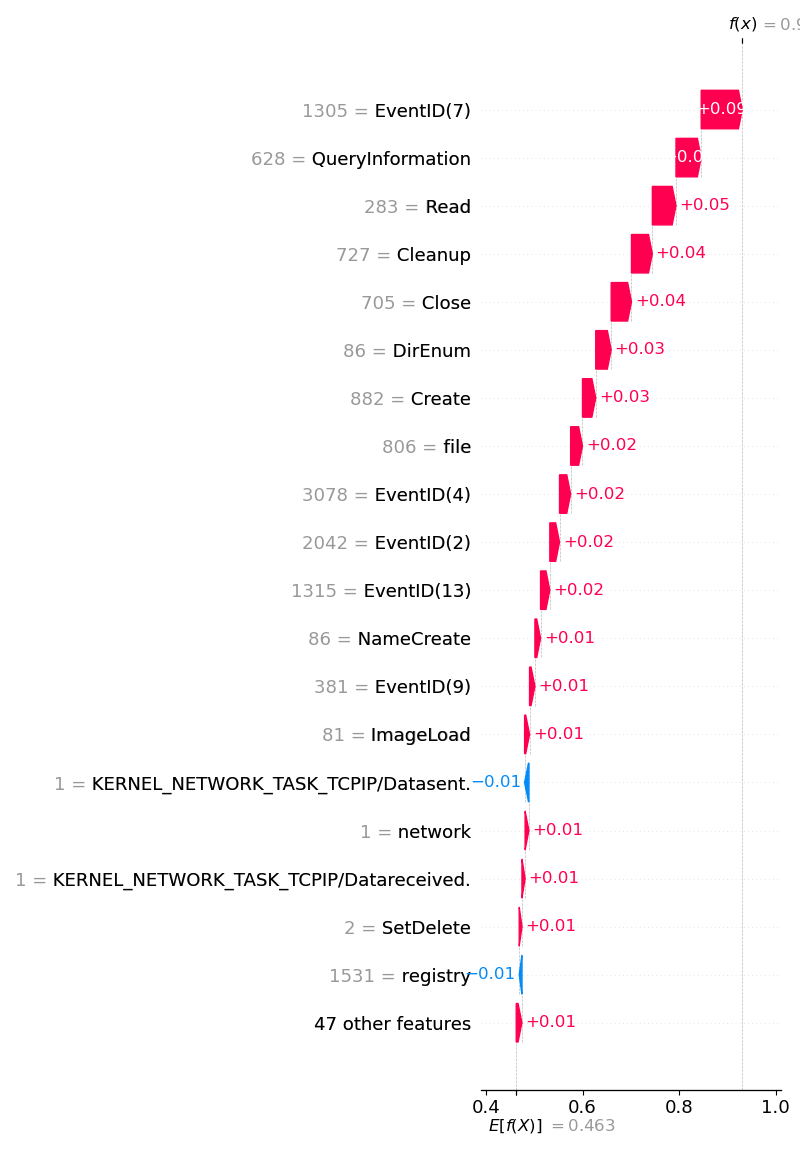 f(x) = 0.9
1305 = EventID(7) +0.09
628 = QueryInformation +0.0
283 = Read +0.05
727 = Cleanup +0.04
705 = Close +0.04
86 = DirEnum +0.03
882 = Create +0.03
806 = file +0.02
3078 = EventID(4) +0.02
2042 = EventID(2) +0.02
1315 = EventID(13) +0.02
86 = NameCreate +0.01
381 = EventID(9) +0.01
81 = ImageLoad +0.01
1 = KERNEL_NETWORK_TASK_TCPIP/Datasent. −0.01
1 = network +0.01
1 = KERNEL_NETWORK_TASK_TCPIP/Datareceived. +0.01
2 = SetDelete +0.01
1531 = registry −0.01
47 other features +0.01
0.4 0.6 0.8 1.0
E[f(X)] = 0.463